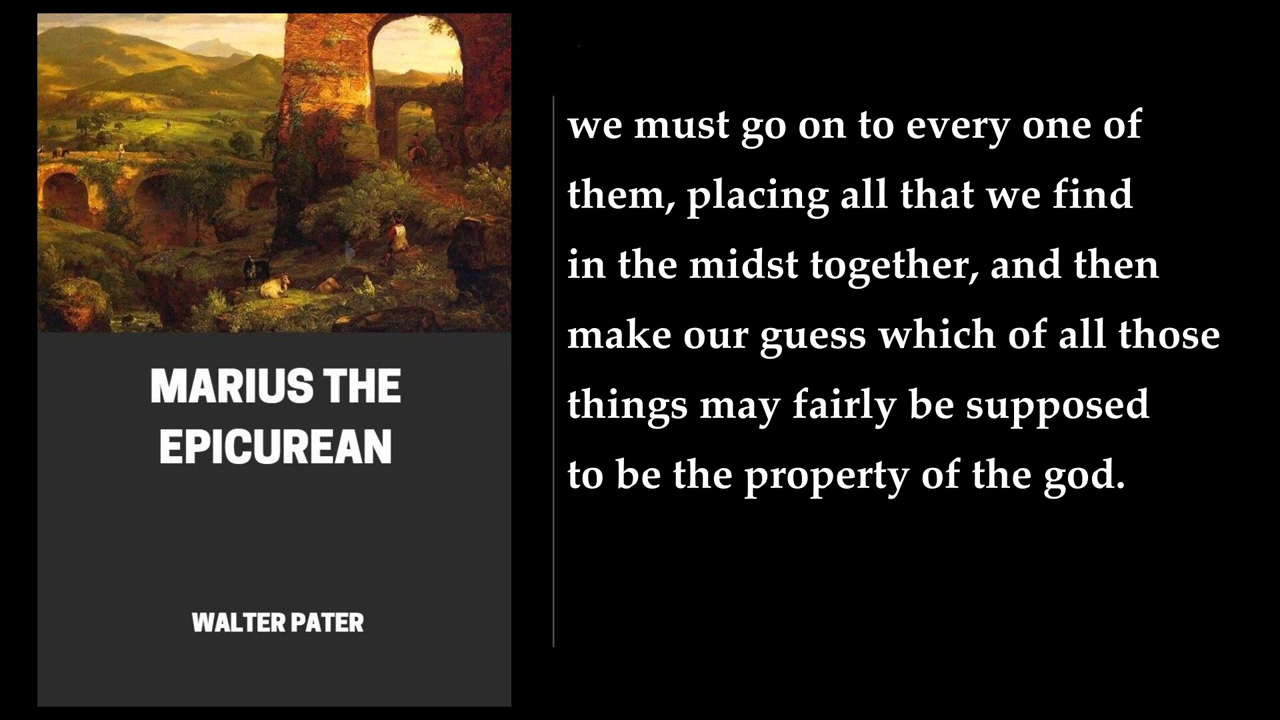 MARIUS THE
EPICUREAN
WALTER PATER
we must go on to every one of
them, placing all that we find
in the midst together, and then
make our guess which of all those
things may fairly be supposed
to be the property of the god.